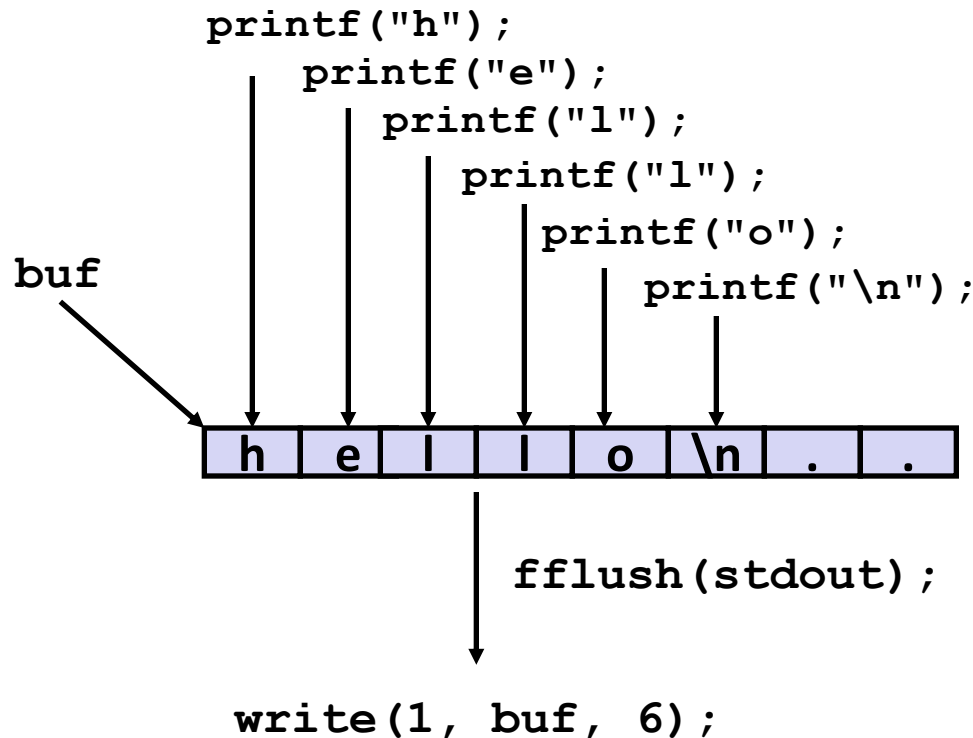 printf("h");
printf("e");
printf("l");
printf("l");
printf("o");
printf("\n");
buf
h e l l o \n . .
fflush(stdout);
write(1, buf, 6);